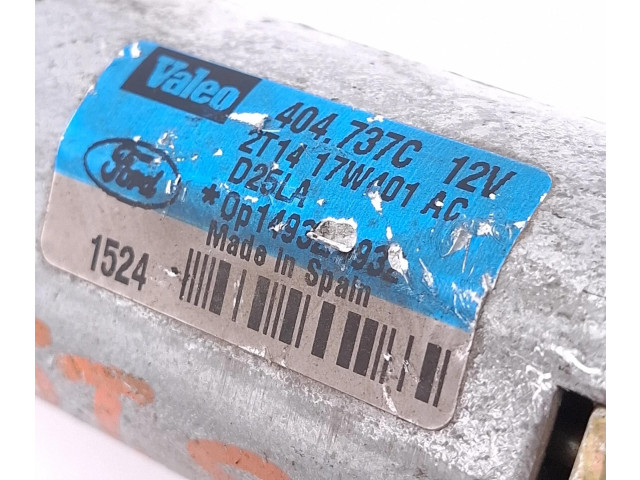 Valeo
404.737C 12V
2T14 17W401 AC
D25LA
Ford
Made in Spain
1524